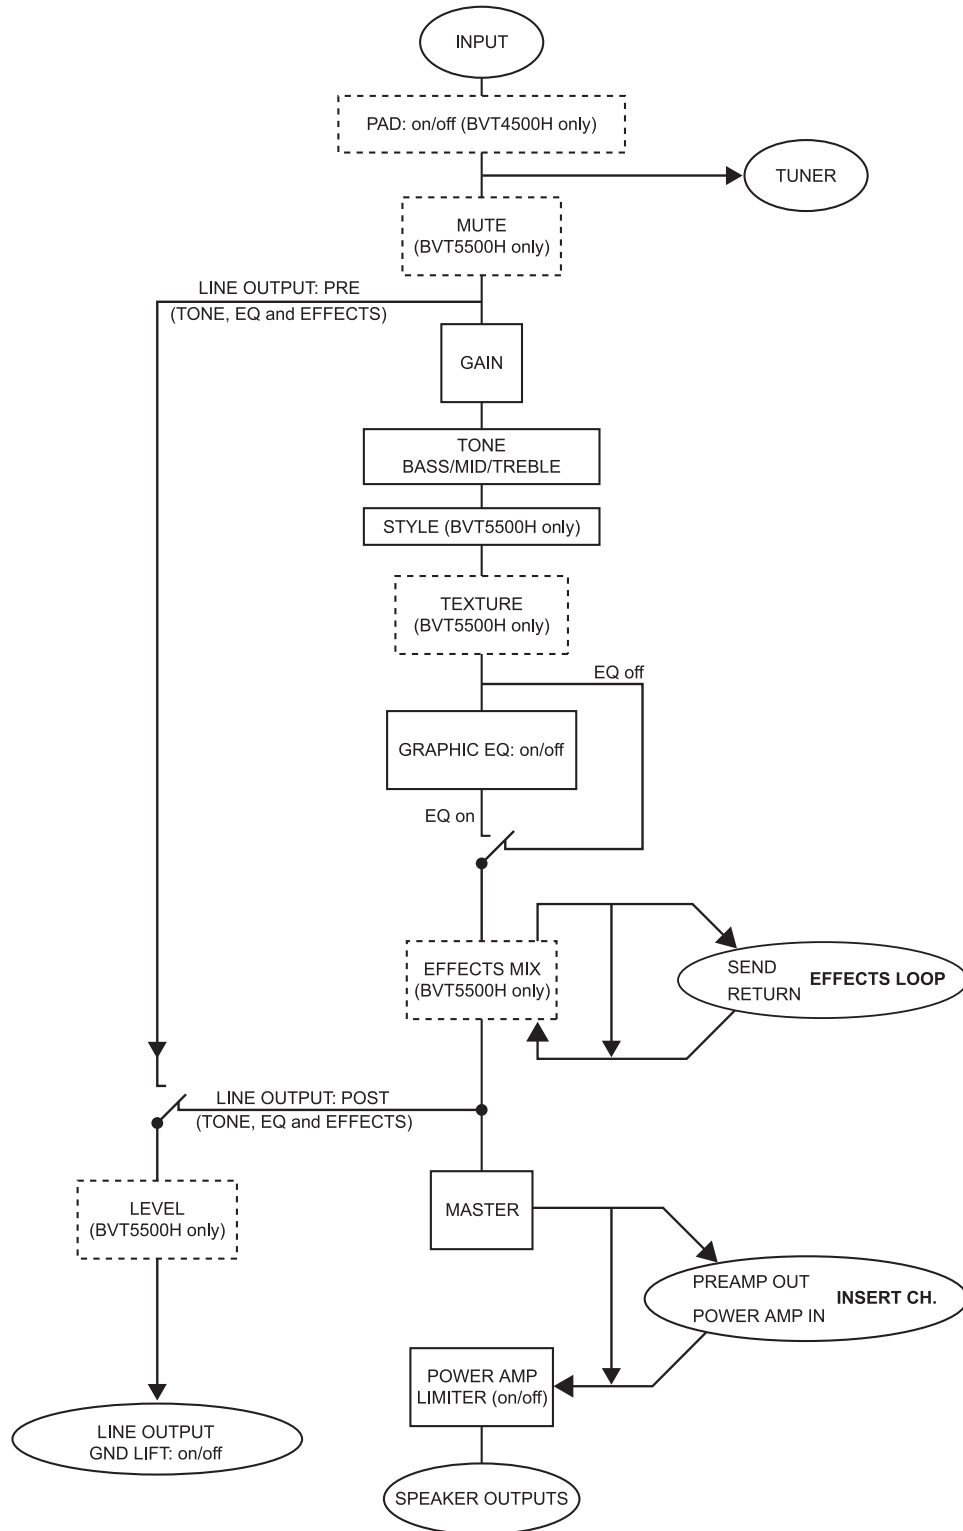 INPUT
PAD: on/off (BVT4500H only)
TUNER
MUTE
(BVT5500H only)
LINE OUTPUT: PRE
(TONE, EQ and EFFECTS)
GAIN
TONE
BASS/MID/TREBLE
STYLE (BVT5500H only)
TEXTURE
(BVT5500H only)
EQ off
GRAPHIC EQ: on/off
EQ on
EFFECTS MIX
(BVT5500H only)
SEND
RETURN
EFFECTS LOOP
LINE OUTPUT: POST
(TONE, EQ and EFFECTS)
LEVEL
(BVT5500H only)
MASTER
PREAMP OUT
POWER AMP IN
INSERT CH.
POWER AMP
LIMITER (on/off)
LINE OUTPUT
GND LIFT: on/off
SPEAKER OUTPUTS